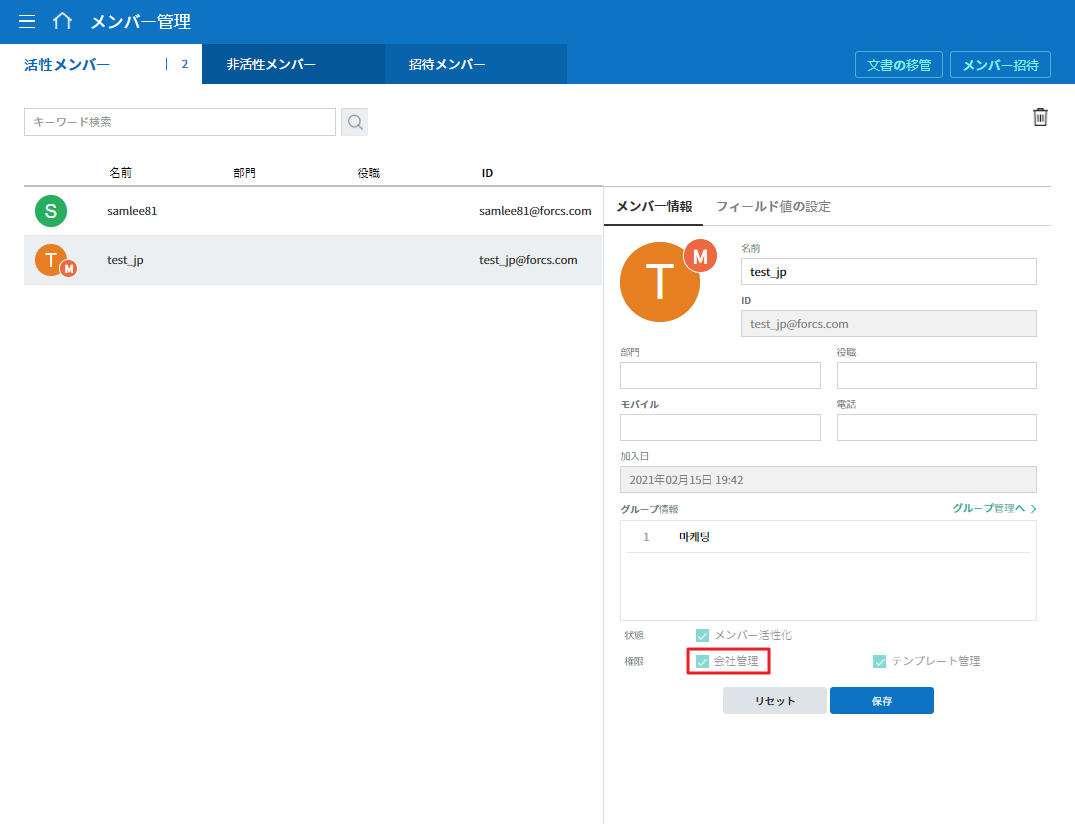 メンバー管理
活性メンバー | 2
非活性メンバー
招待メンバー
文書の移管
メンバー招待
キーワード検索
名前 部門 役職 ID
S samlee81 samlee81@forcs.com
T M test_jp test_jp@forcs.com
メンバー情報 フィールド値の設定
T M
名前
test_jp
ID
test_jp@forcs.com
部門 役職
モバイル 電話
加入日
2021年02月15日 19:42
グループ情報 グループ管理へ
1 마케팅
状態 メンバー活性化
権限 会社管理 テンプレート管理
リセット 保存